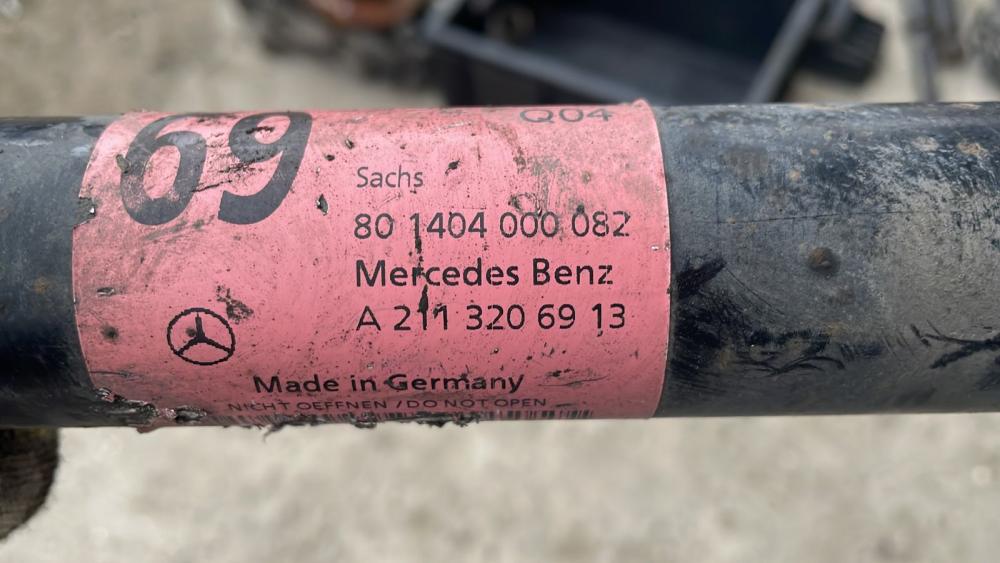 69
Q04
Sachs
80 1404 000 082
Mercedes Benz
A 211 320 69 13
Made in Germany
NICHT OEFFNEN / DO NOT OPEN